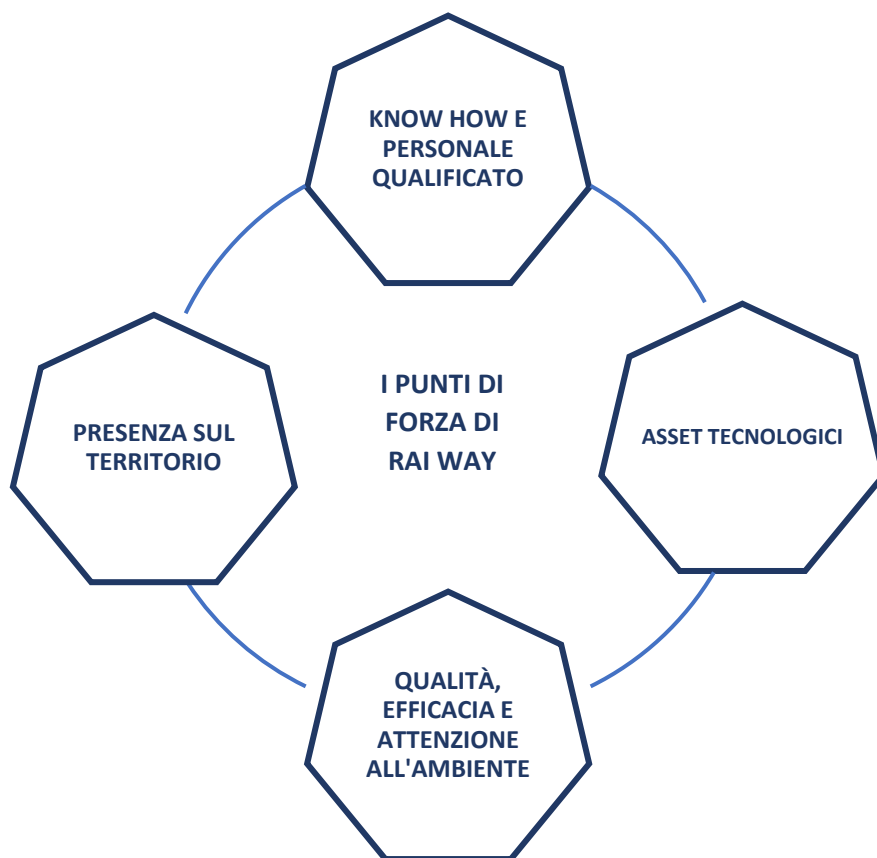 KNOW HOW E
PERSONALE
QUALIFICATO
I PUNTI DI
FORZA DI
RAI WAY
PRESENZA SUL
TERRITORIO
ASSET TECNOLOGICI
QUALITÀ,
EFFICACIA E
ATTENZIONE
ALL'AMBIENTE